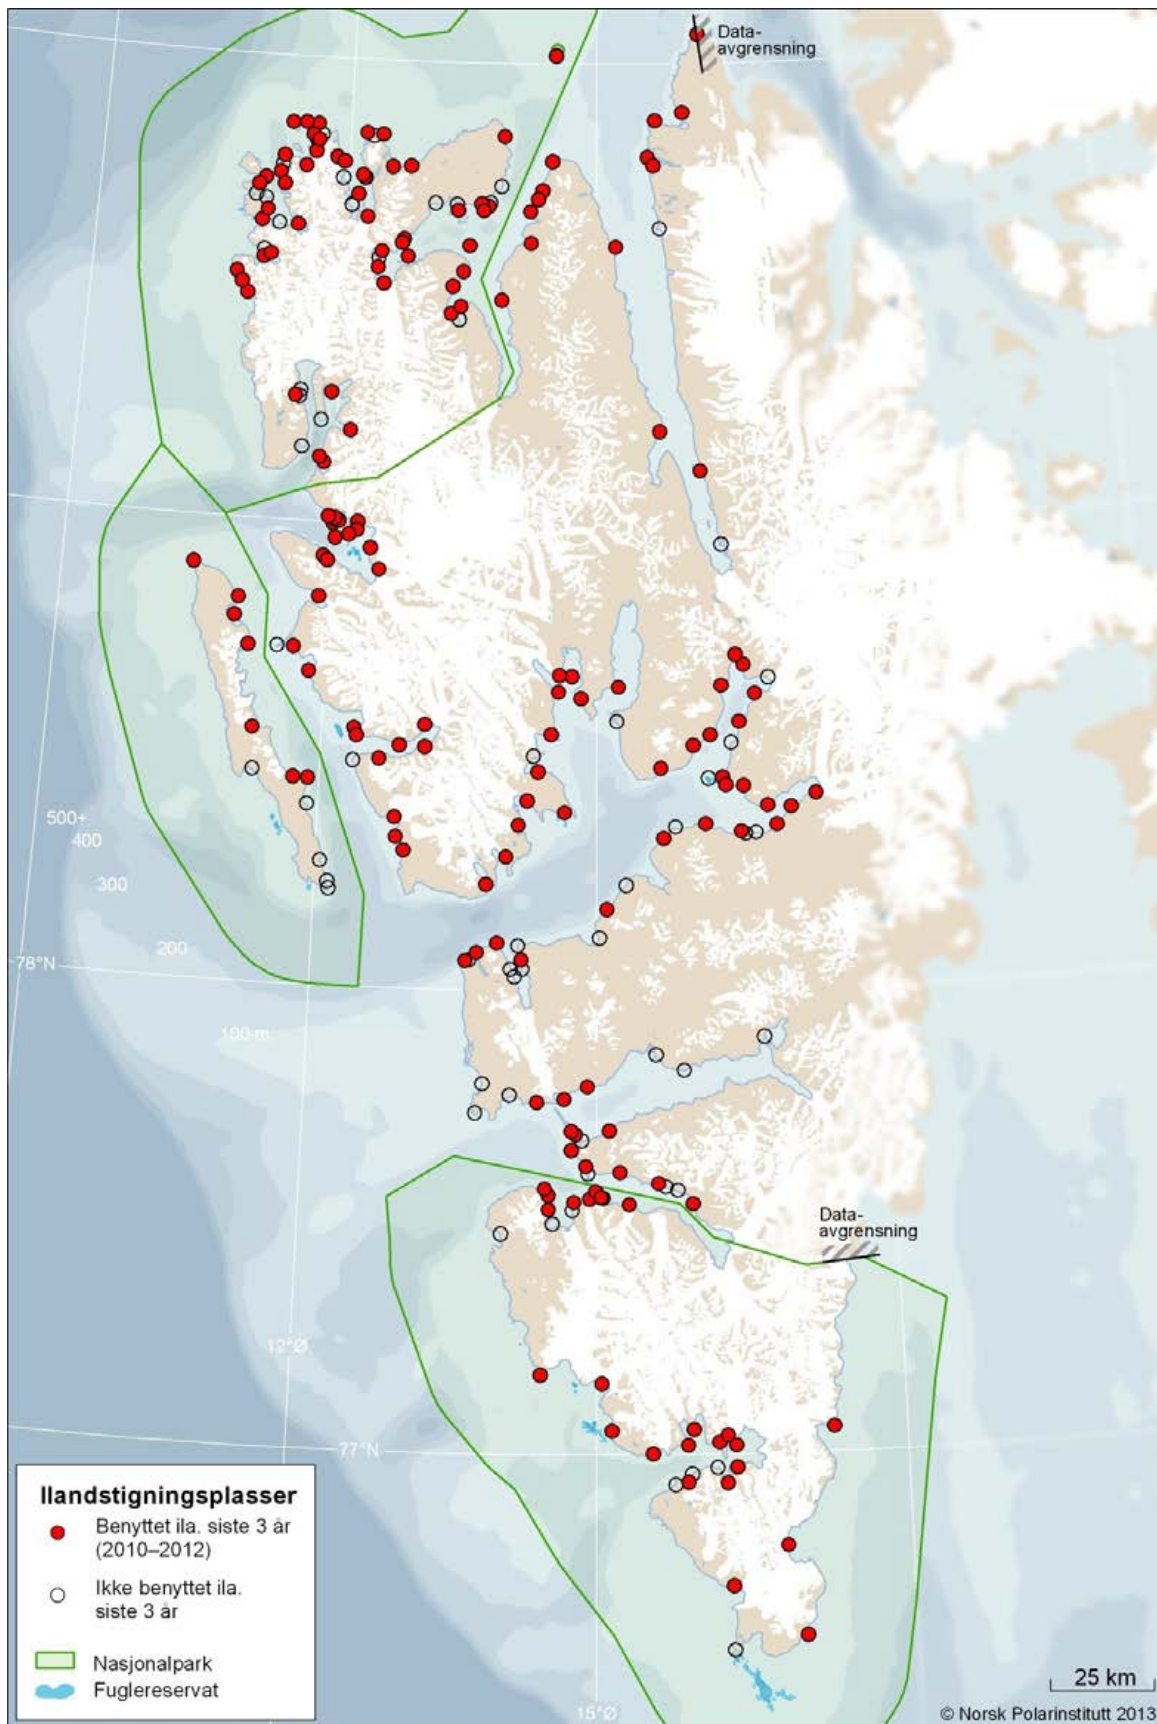 Data-
avgrensning
500+
400
300
200
78°N
100 m
Data-
avgrensning
12°Ø
77°N
Ilandstigningsplasser
Benyttet ila. siste 3 år
(2010–2012)
Ikke benyttet ila.
siste 3 år
Nasjonalpark
Fuglereservat
15°Ø
25 km
© Norsk Polarinstitutt 2013